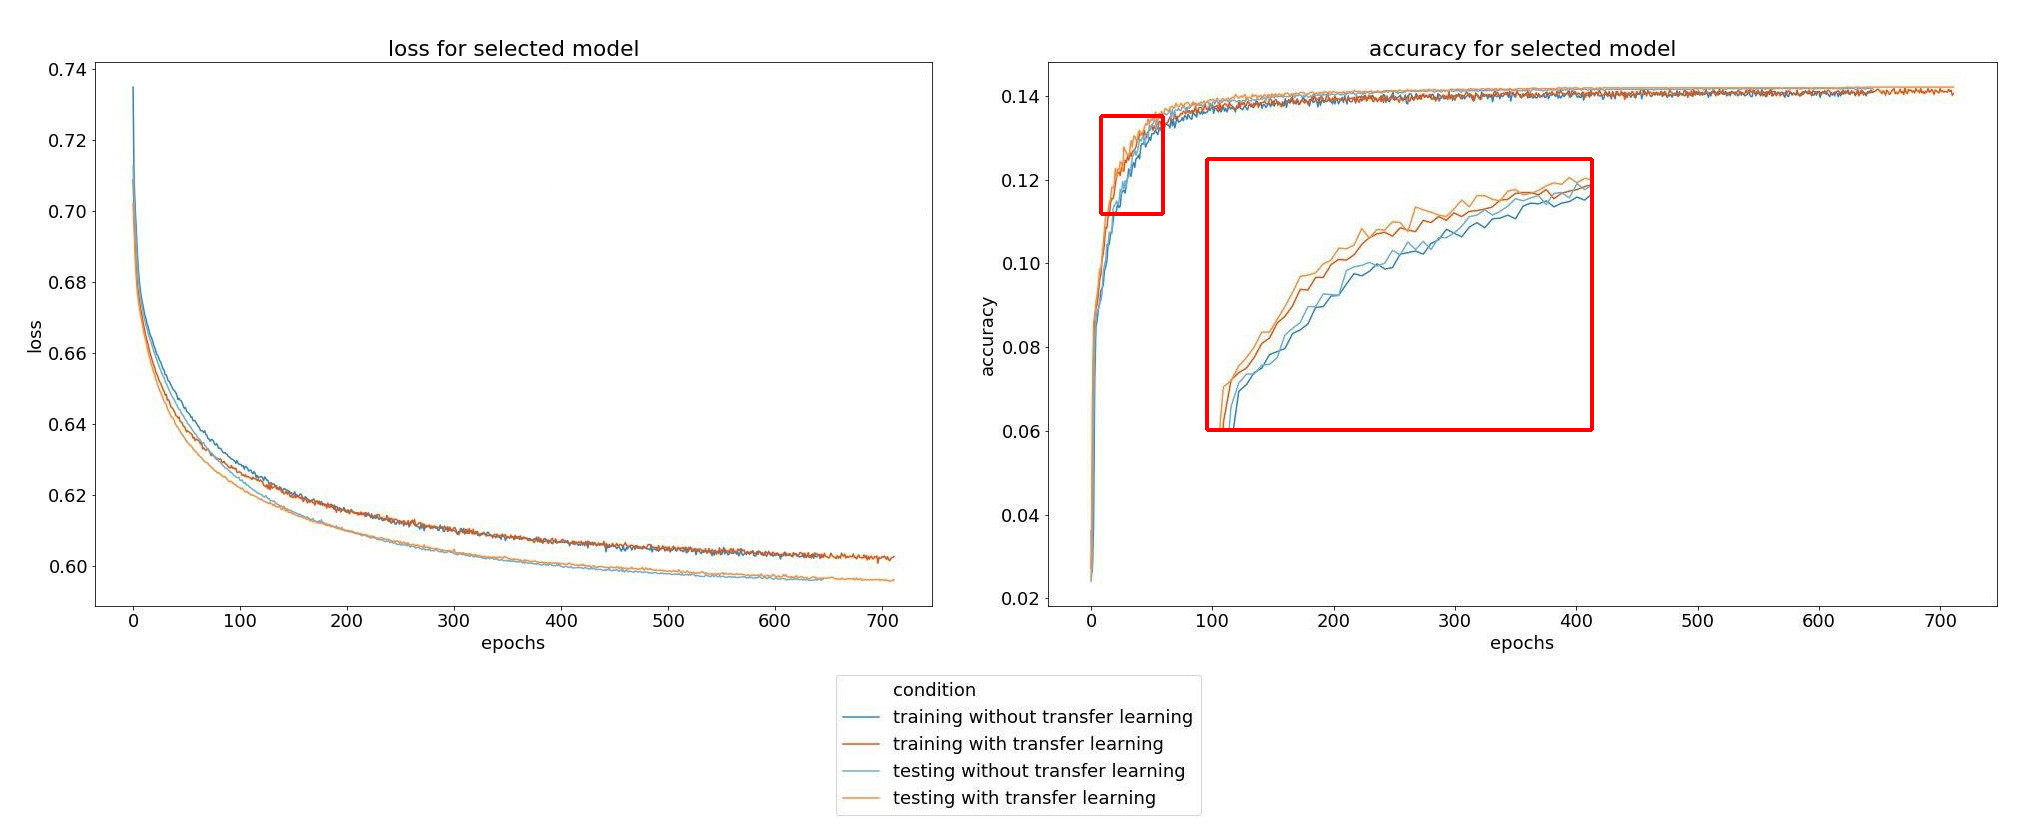 loss for selected model
0.74
0.72
0.70
0.68
0.66
0.64
0.62
0.60
loss
0 100 200 300 400 500 600 700
epochs
accuracy for selected model
0.14
0.12
0.10
0.08
0.06
0.04
0.02
accuracy
0 100 200 300 400 500 600 700
epochs
condition
training without transfer learning
training with transfer learning
testing without transfer learning
testing with transfer learning